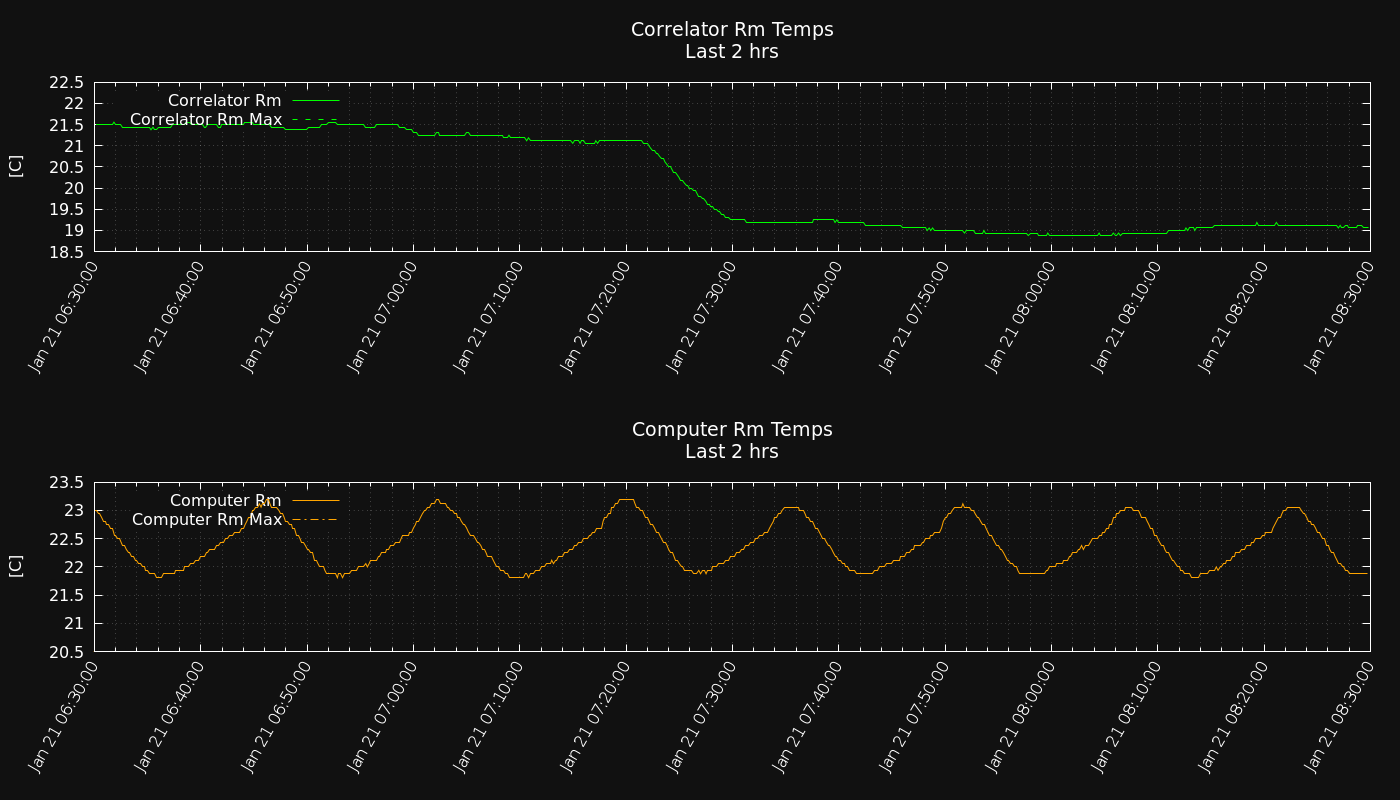 Correlator Rm Temps
Last 2 hrs
22.5
22
21.5
21
20.5
20
19.5
19
18.5
[C]
Correlator Rm
Correlator Rm Max
Jan 21 06:30:00
Jan 21 06:40:00
Jan 21 06:50:00
Jan 21 07:00:00
Jan 21 07:10:00
Jan 21 07:20:00
Jan 21 07:30:00
Jan 21 07:40:00
Jan 21 07:50:00
Jan 21 08:00:00
Jan 21 08:10:00
Jan 21 08:20:00
Jan 21 08:30:00
Computer Rm Temps
Last 2 hrs
23.5
23
22.5
22
21.5
21
20.5
[C]
Computer Rm
Computer Rm Max
Jan 21 06:30:00
Jan 21 06:40:00
Jan 21 06:50:00
Jan 21 07:00:00
Jan 21 07:10:00
Jan 21 07:20:00
Jan 21 07:30:00
Jan 21 07:40:00
Jan 21 07:50:00
Jan 21 08:00:00
Jan 21 08:10:00
Jan 21 08:20:00
Jan 21 08:30:00